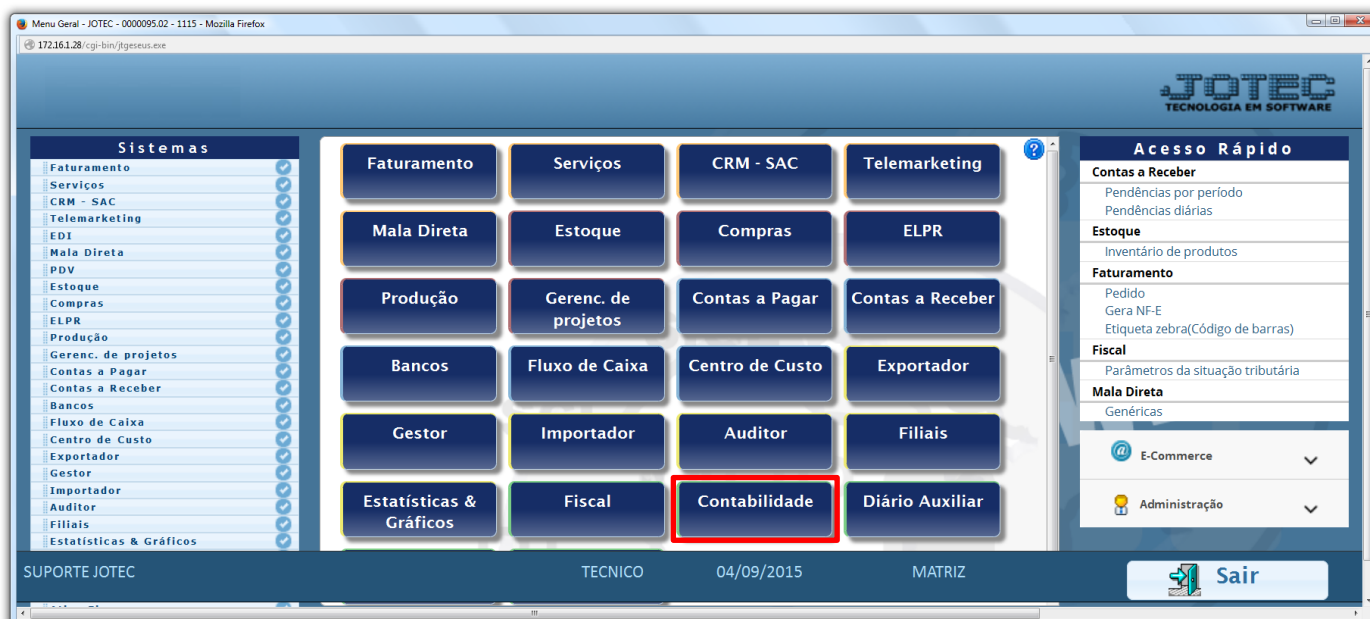 Menu Geral - JOTEC - 0000095.02 - 1115 - Mozilla Firefox
172.16.1.28/cgi-bin/jtgeseus.exe
JOTEC
TECNOLOGIA EM SOFTWARE
Sistemas
Faturamento
Serviços
CRM - SAC
Telemarketing
EDI
Mala Direta
PDV
Estoque
Compras
ELPR
Produção
Gerenc. de projetos
Contas a Pagar
Contas a Receber
Bancos
Fluxo de Caixa
Centro de Custo
Exportador
Gestor
Importador
Auditor
Filiais
Estatísticas & Gráficos
Faturamento
Serviços
CRM - SAC
Telemarketing
Mala Direta
Estoque
Compras
ELPR
Produção
Gerenc. de
projetos
Contas a Pagar
Contas a Receber
Bancos
Fluxo de Caixa
Centro de Custo
Exportador
Gestor
Importador
Auditor
Filiais
Estatísticas &
Gráficos
Fiscal
Contabilidade
Diário Auxiliar
Acesso Rápido
Contas a Receber
Pendências por período
Pendências diárias
Estoque
Inventário de produtos
Faturamento
Pedido
Gera NF-E
Etiqueta zebra(Código de barras)
Fiscal
Parâmetros da situação tributária
Mala Direta
Genéricas
E-Commerce
Administração
SUPORTE JOTEC
TECNICO
04/09/2015
MATRIZ
Sair